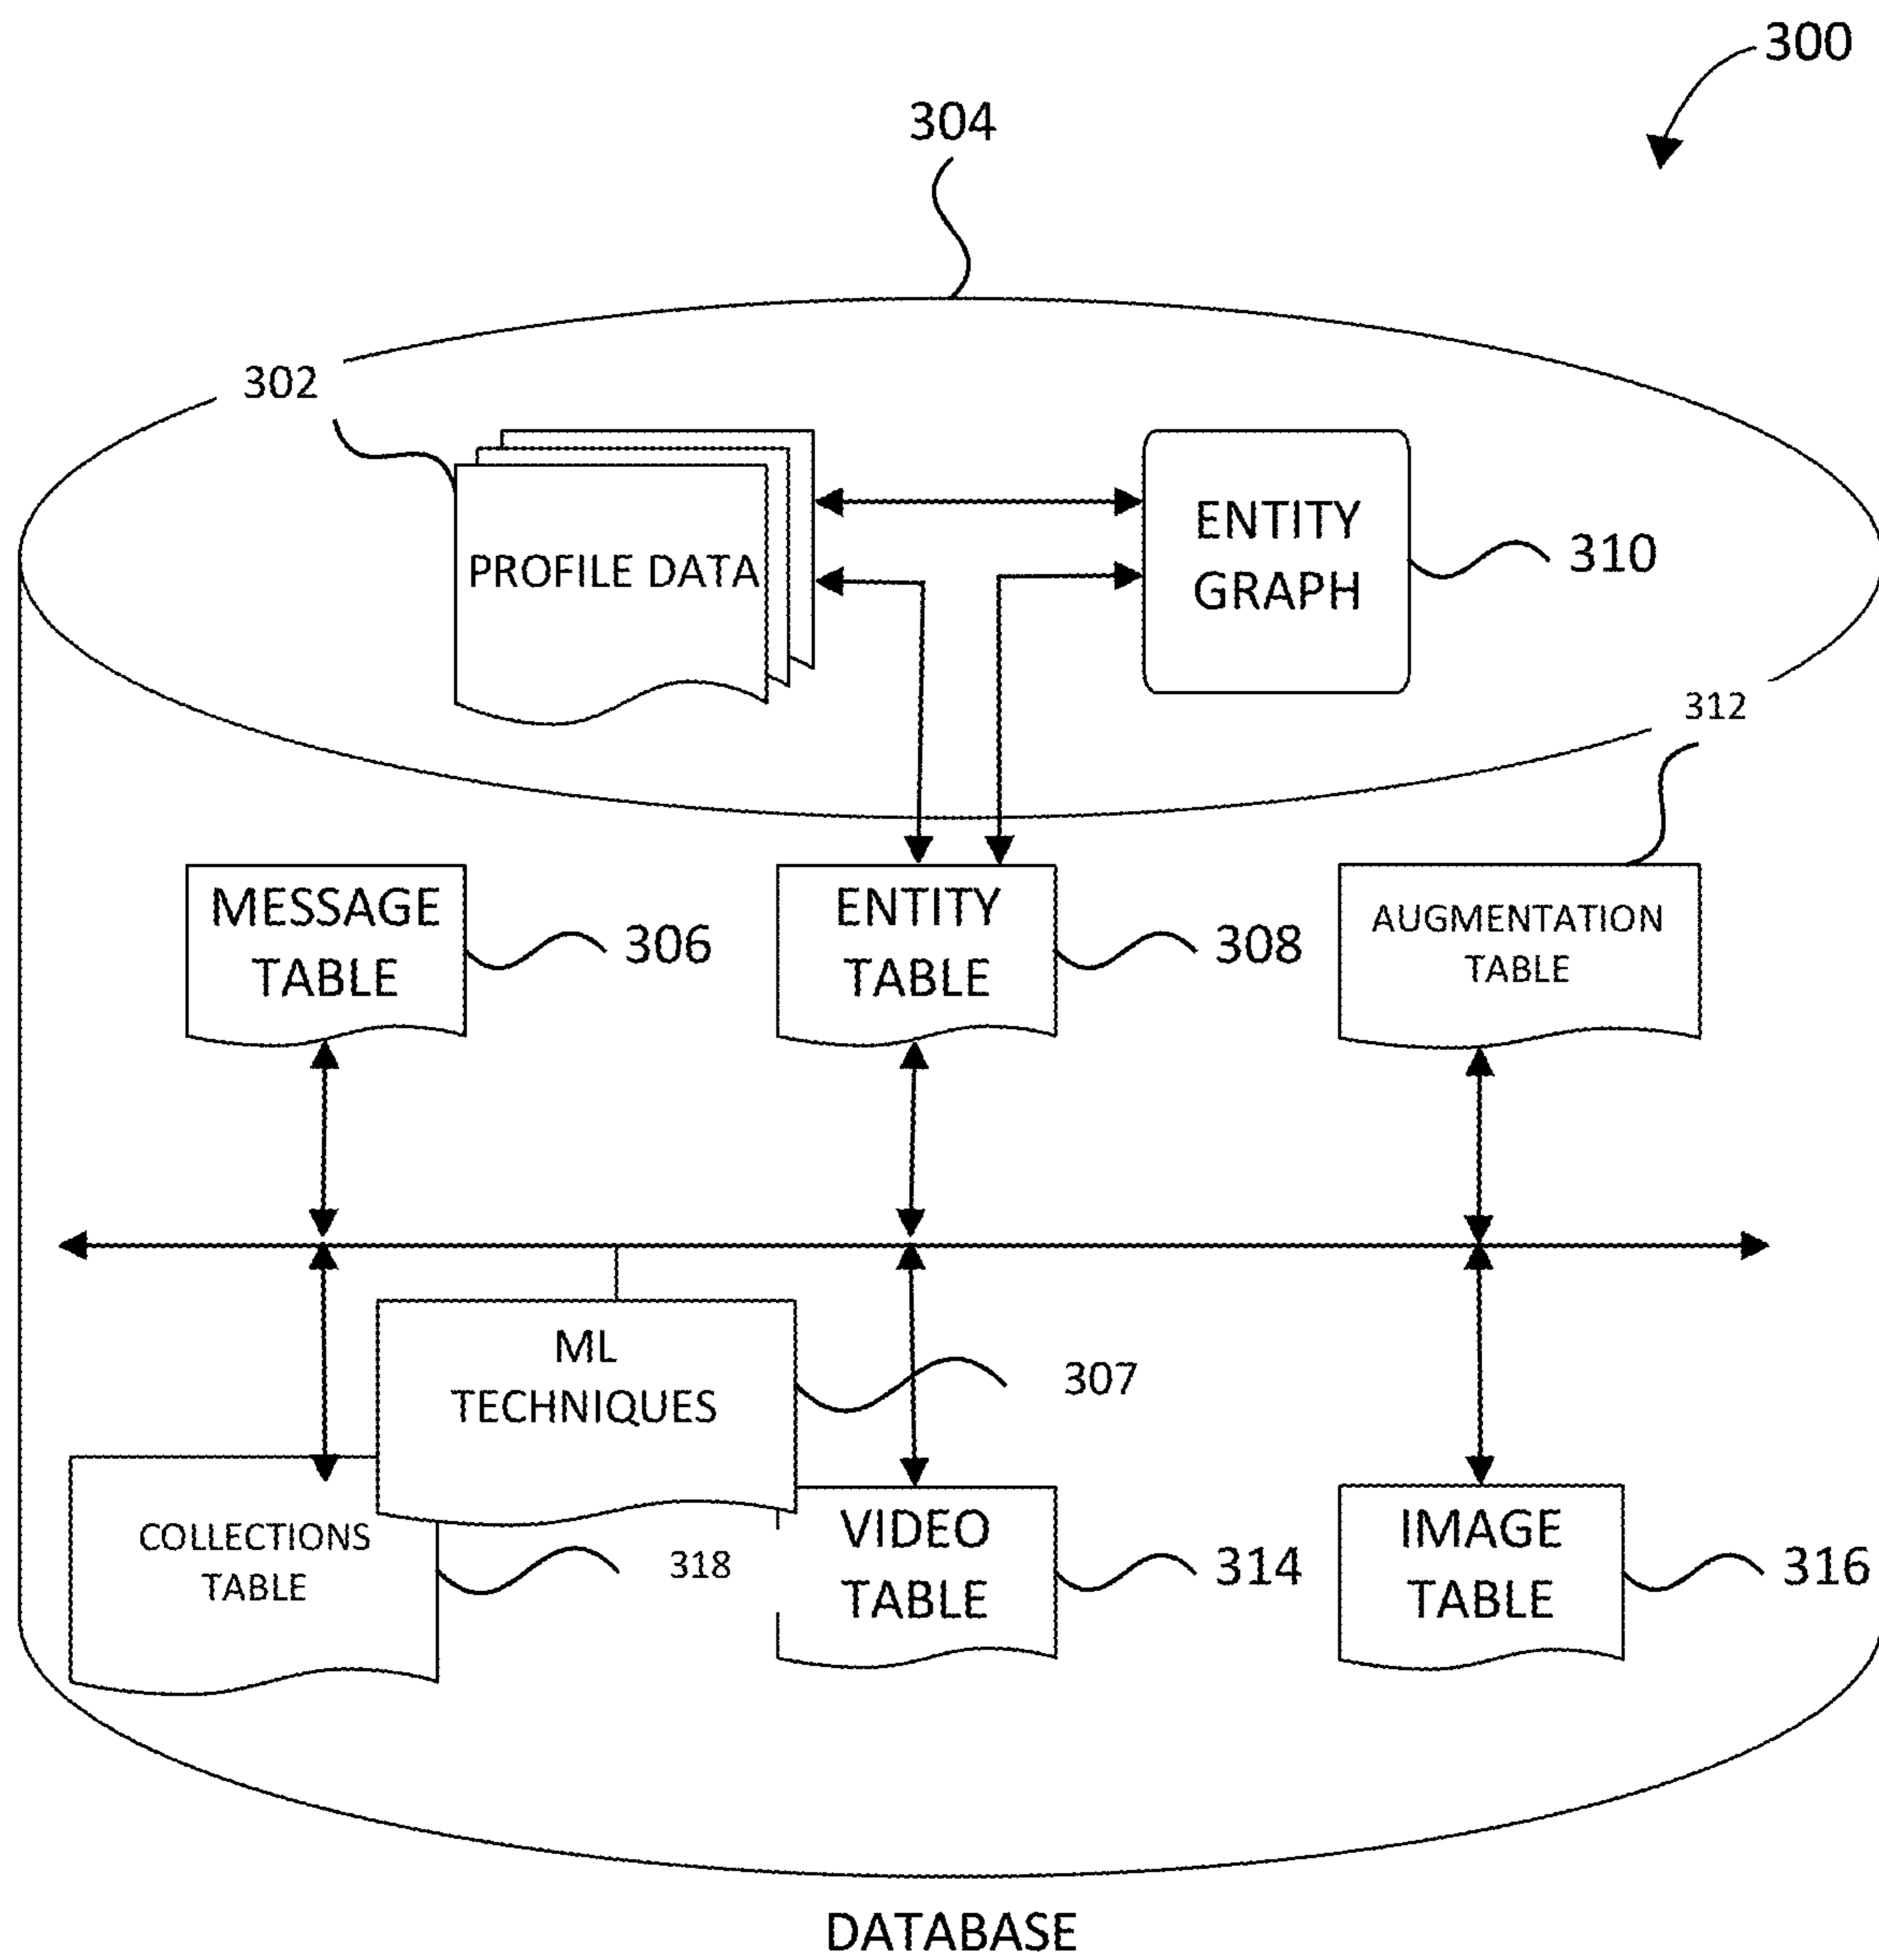 300
304
302
PROFILE DATA
ENTITY
GRAPH
310
312
MESSAGE
TABLE
306
ENTITY
TABLE
308
AUGMENTATION
TABLE
ML
TECHNIQUES
307
COLLECTIONS
TABLE
318
VIDEO
TABLE
314
IMAGE
TABLE
316
DATABASE